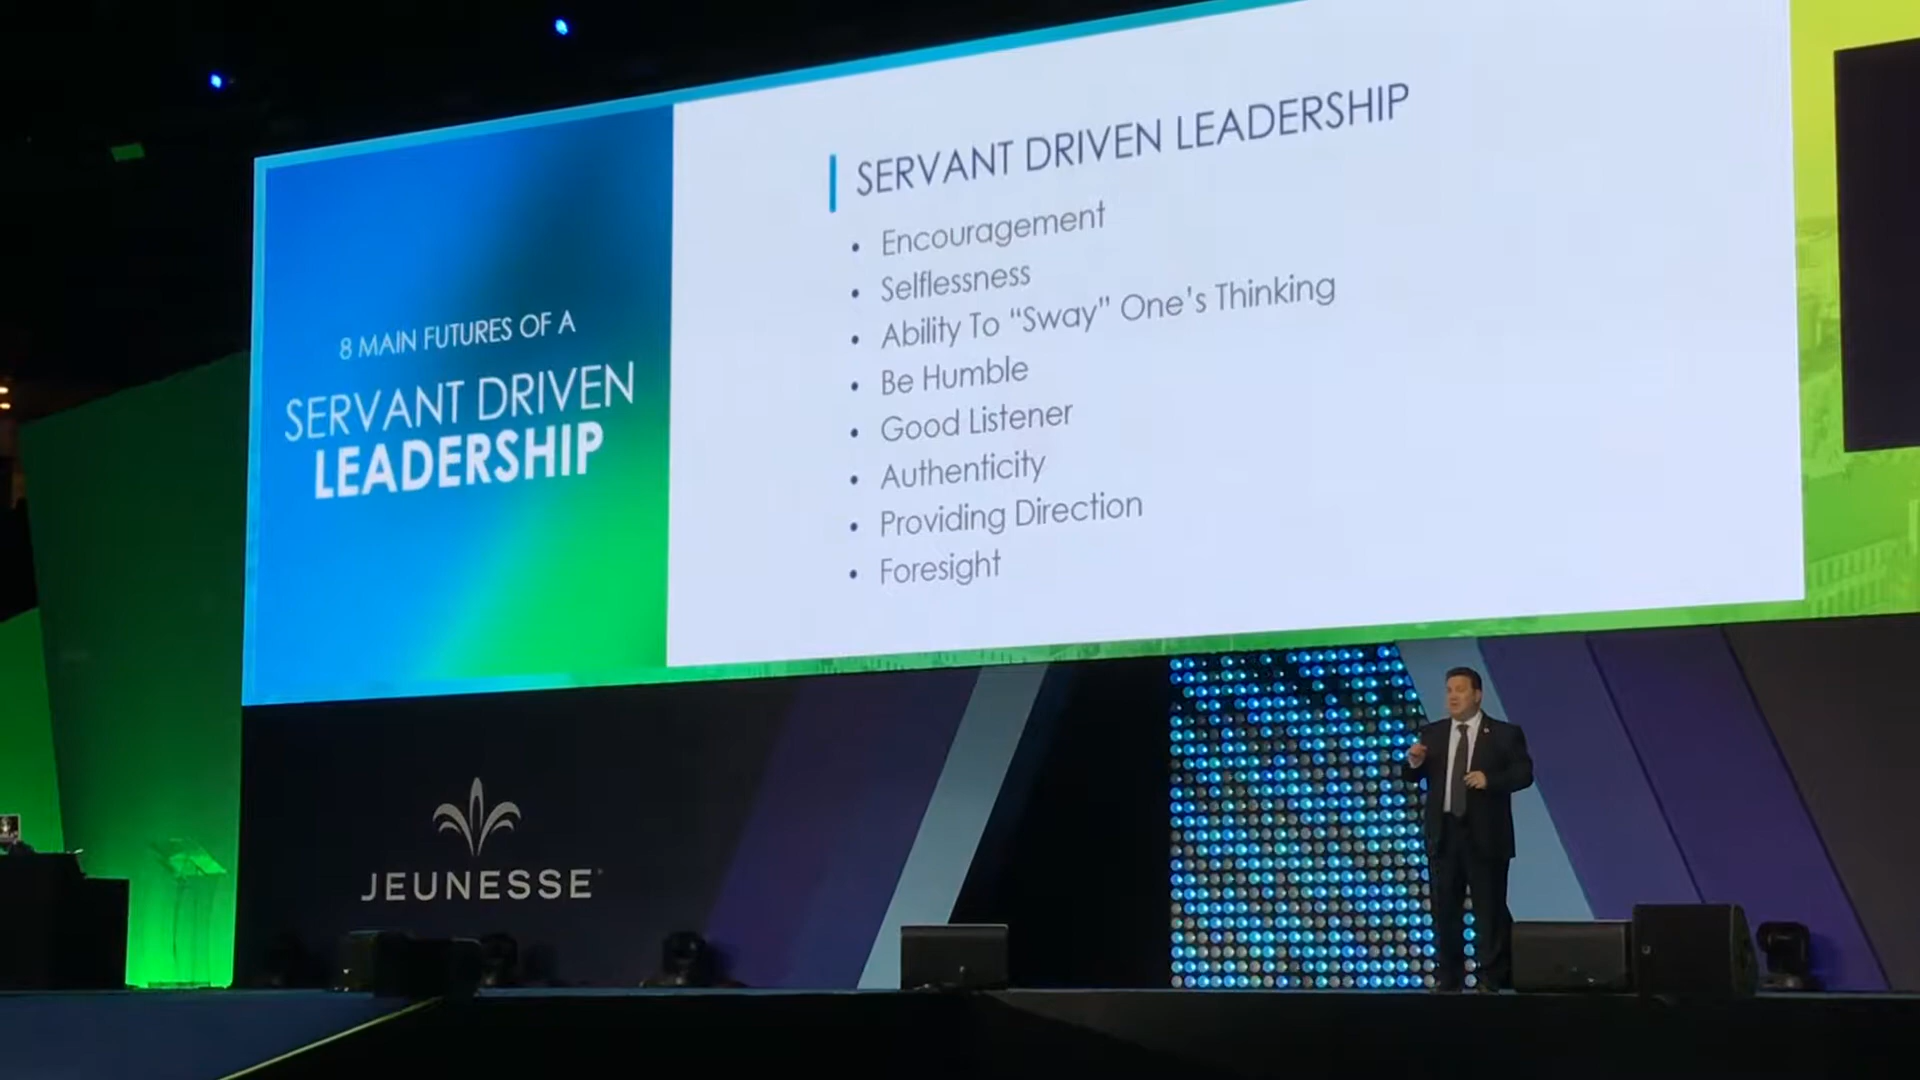 8 MAIN FUTURES OF A
SERVANT DRIVEN
LEADERSHIP
SERVANT DRIVEN LEADERSHIP
• Encouragement
• Selflessness
• Ability To “Sway” One’s Thinking
• Be Humble
• Good Listener
• Authenticity
• Providing Direction
• Foresight
JEUNESSE